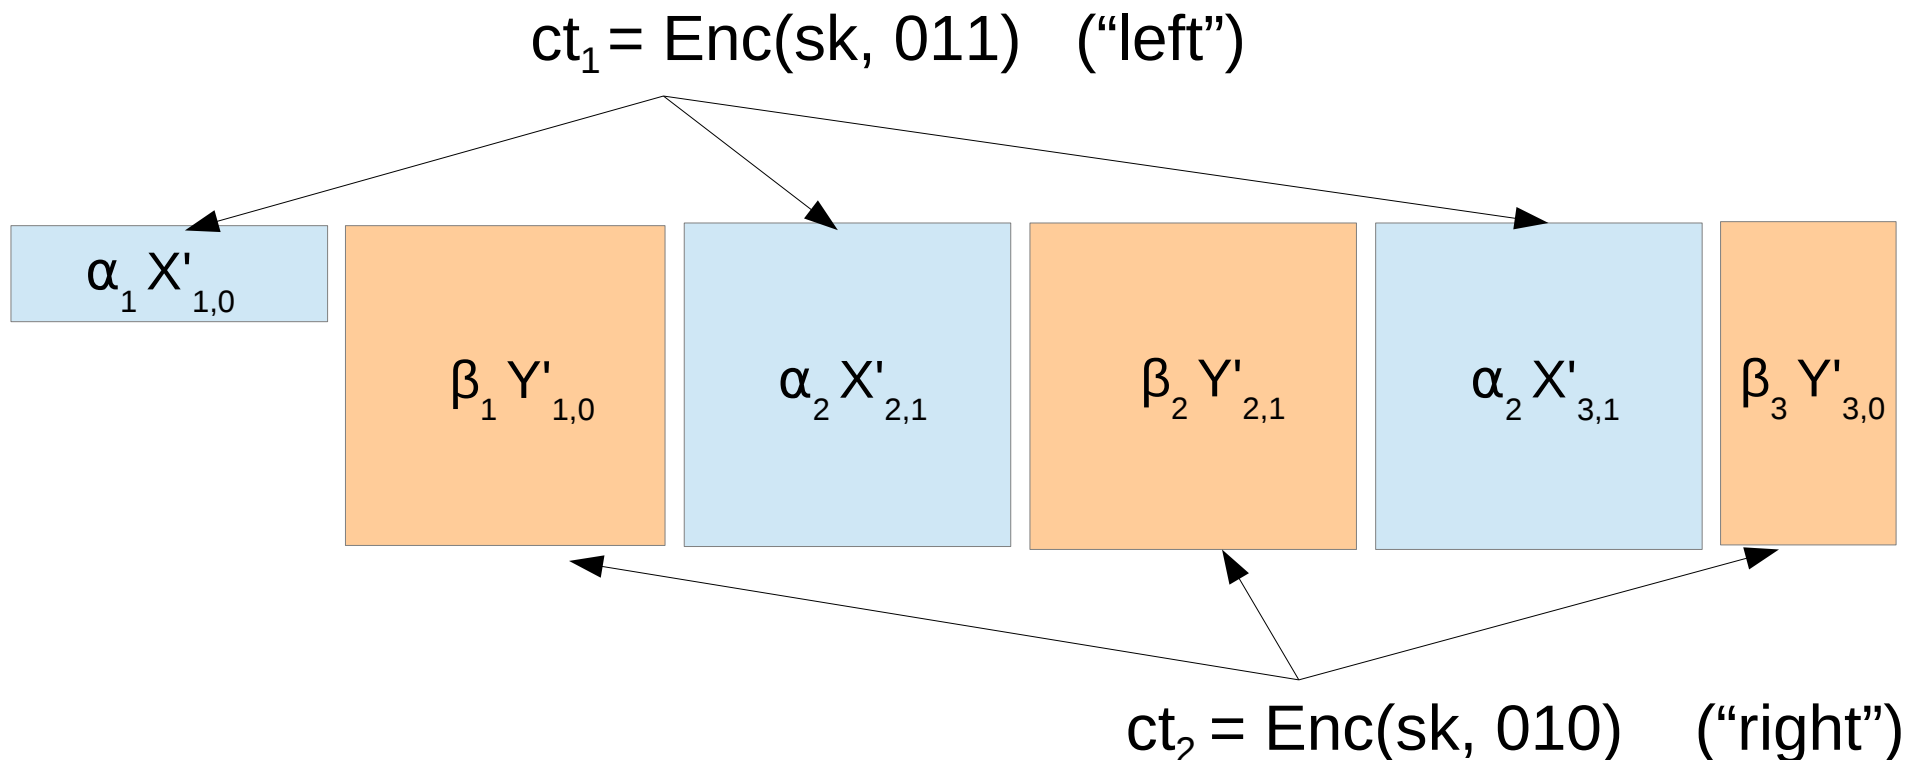 ct₁ = Enc(sk, 011) (“left”)
α₁ X'₁,₀
β₁ Y'₁,₀
α₂ X'₂,₁
β₂ Y'₂,₁
α₂ X'₃,₁
β₃ Y'₃,₀
ct₂ = Enc(sk, 010) (“right”)